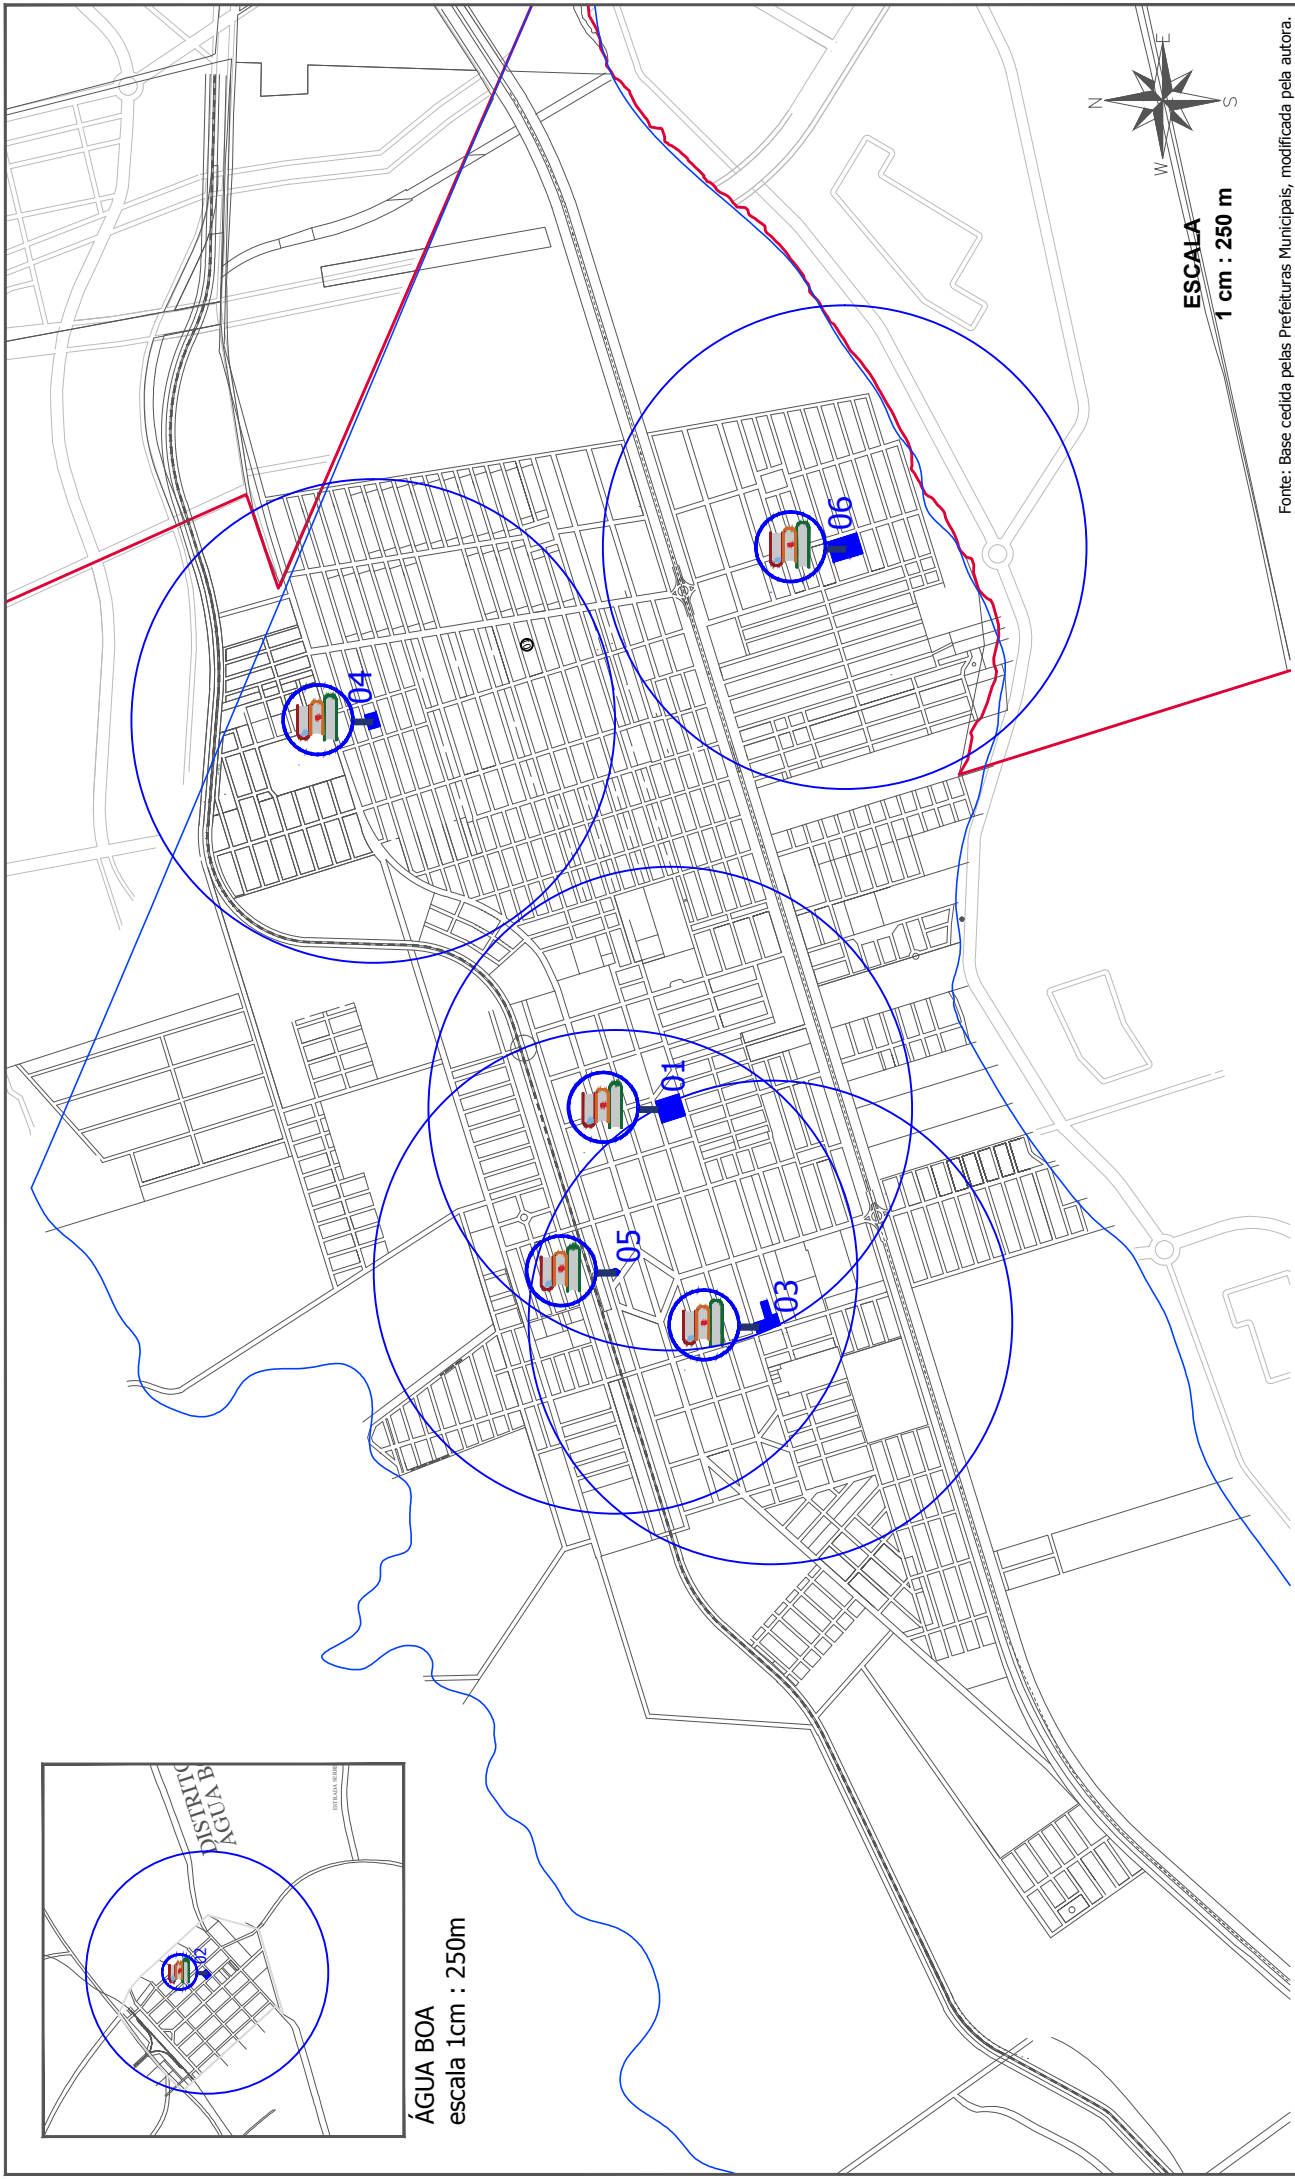 N
E
S
W
ESCALA
1 cm : 250 m
04
06
01
05
03
02
DISTRITO
ÁGUA B
ÁGUA BOA
escala 1cm : 250m
Fonte: Base cedida pelas Prefeituras Municipais, modificada pela autora.